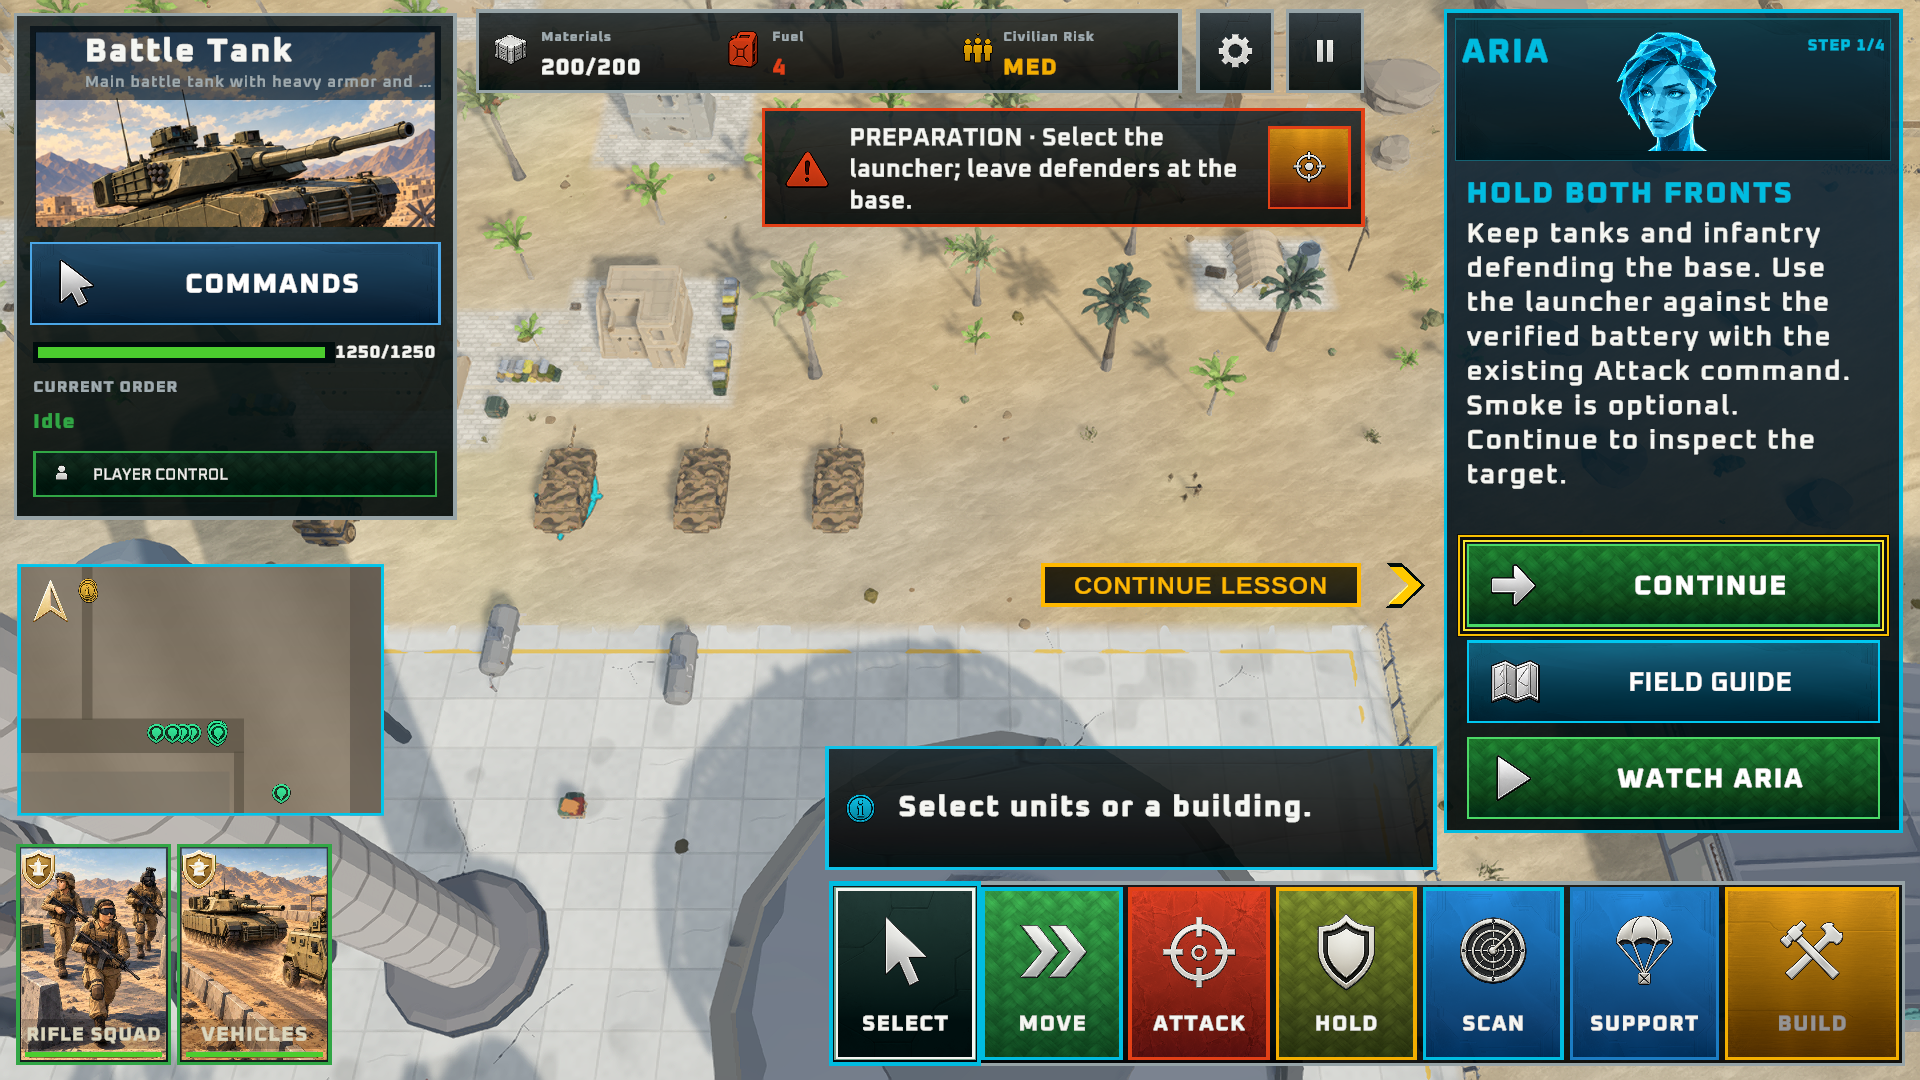 Battle Tank
Main battle tank with heavy armor and ...
COMMANDS
1250/1250
CURRENT ORDER
Idle
PLAYER CONTROL
Materials
200/200
Fuel
4
Civilian Risk
MED
PREPARATION · Select the
launcher; leave defenders at the
base.
ARIA
STEP 1/4
HOLD BOTH FRONTS
Keep tanks and infantry
defending the base. Use
the launcher against the
verified battery with the
existing Attack command.
Smoke is optional.
Continue to inspect the
target.
CONTINUE LESSON
CONTINUE
FIELD GUIDE
WATCH ARIA
Select units or a building.
RIFLE SQUAD
VEHICLES
SELECT
MOVE
ATTACK
HOLD
SCAN
SUPPORT
BUILD